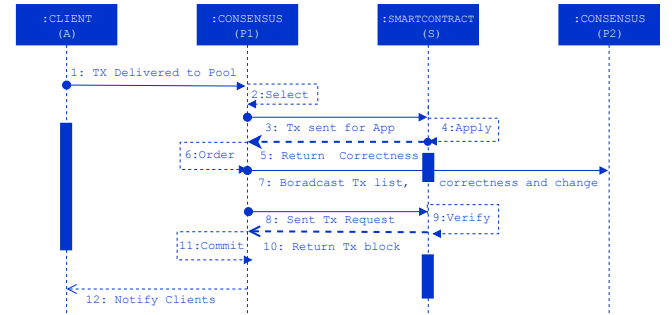 :CLIENT
(A)
:CONSENSUS
(P1)
:SMARTCONTRACT
(S)
:CONSENSUS
(P2)
1: TX Delivered to Pool
2:Select
3: Tx sent for App
4:Apply
5: Return Correctness
6:Order
7: Boradcast Tx list, correctness and change
8: Sent Tx Request
9:Verify
10: Return Tx block
11:Commit
12: Notify Clients